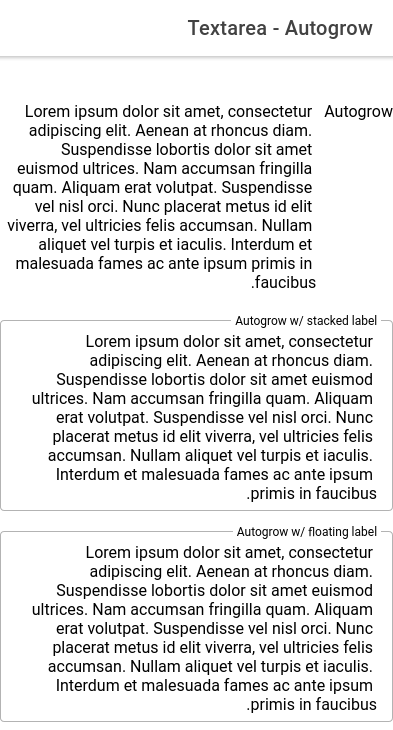 Textarea - Autogrow
Autogrow
Lorem ipsum dolor sit amet, consectetur
adipiscing elit. Aenean at rhoncus diam.
Suspendisse lobortis dolor sit amet
euismod ultrices. Nam accumsan fringilla
quam. Aliquam erat volutpat. Suspendisse
vel nisl orci. Nunc placerat metus id elit
viverra, vel ultricies felis accumsan. Nullam
aliquet vel turpis et iaculis. Interdum et
malesuada fames ac ante ipsum primis in
.faucibus
Autogrow w/ stacked label
Lorem ipsum dolor sit amet, consectetur
adipiscing elit. Aenean at rhoncus diam.
Suspendisse lobortis dolor sit amet euismod
ultrices. Nam accumsan fringilla quam. Aliquam
erat volutpat. Suspendisse vel nisl orci. Nunc
placerat metus id elit viverra, vel ultricies felis
accumsan. Nullam aliquet vel turpis et iaculis.
Interdum et malesuada fames ac ante ipsum
.primis in faucibus
Autogrow w/ floating label
Lorem ipsum dolor sit amet, consectetur
adipiscing elit. Aenean at rhoncus diam.
Suspendisse lobortis dolor sit amet euismod
ultrices. Nam accumsan fringilla quam. Aliquam
erat volutpat. Suspendisse vel nisl orci. Nunc
placerat metus id elit viverra, vel ultricies felis
accumsan. Nullam aliquet vel turpis et iaculis.
Interdum et malesuada fames ac ante ipsum
.primis in faucibus